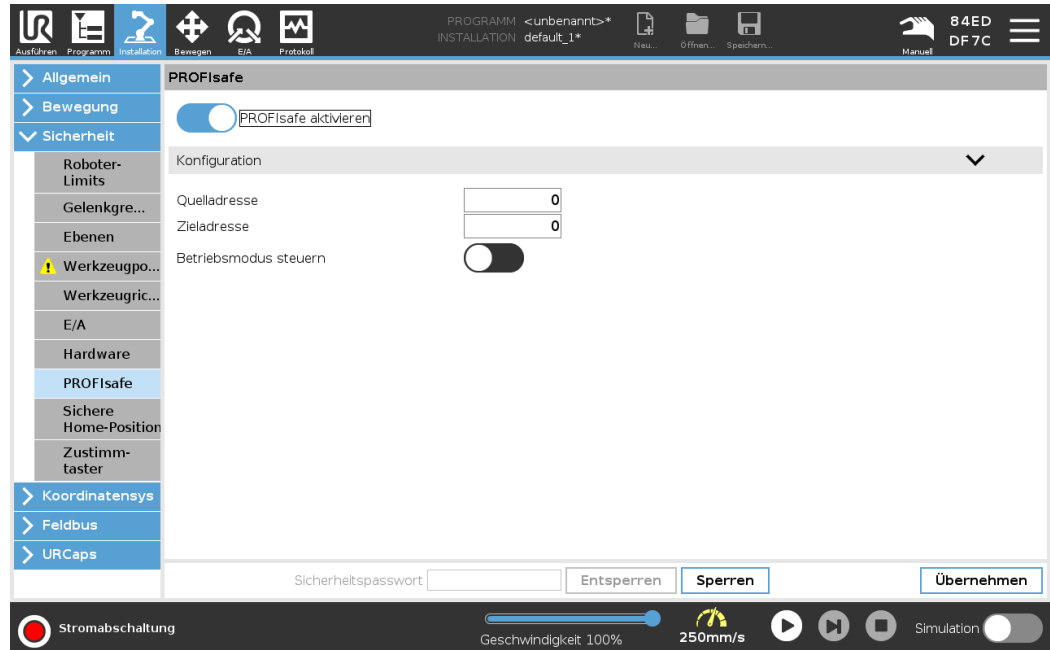 PROGRAMM <unbenannt>*
INSTALLATION default_1*
Ausführen Programm Installation Bewegen E/A Protokoll Neu... Öffnen... Speichern... Manuell
84ED
DF7C
Allgemein
Bewegung
Sicherheit
Roboter-
Limits
Gelenkgre...
Ebenen
Werkzeugpo...
Werkzeugric...
E/A
Hardware
PROFIsafe
Sichere
Home-Position
Zustimm-
taster
Koordinatensys
Feldbus
URCaps
PROFIsafe
PROFIsafe aktivieren
Konfiguration
Quelladresse 0
Zieladresse 0
Betriebsmodus steuern
Sicherheitspasswort Entsperren Sperren Übernehmen
Stromabschaltung
Geschwindigkeit 100%
250mm/s
Simulation